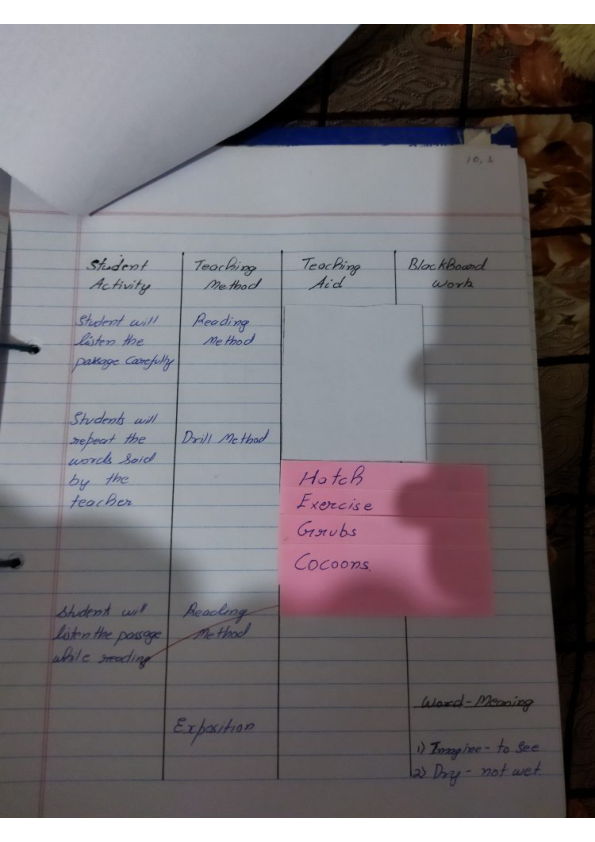 10, 1
Student Activity
Teaching Method
Teaching Aid
BlackBoard Work
Student will
listen the
passage Carefully
Reading
Method
Students will
repeat the
words said
by the
teacher
Drill Method
Hatch
Exercise
Grubs
Cocoons
Students will
listen the passage
while reading
Reading
Method
Exposition
Word-Meaning
1) Imagine - to see
2) Dry - not wet